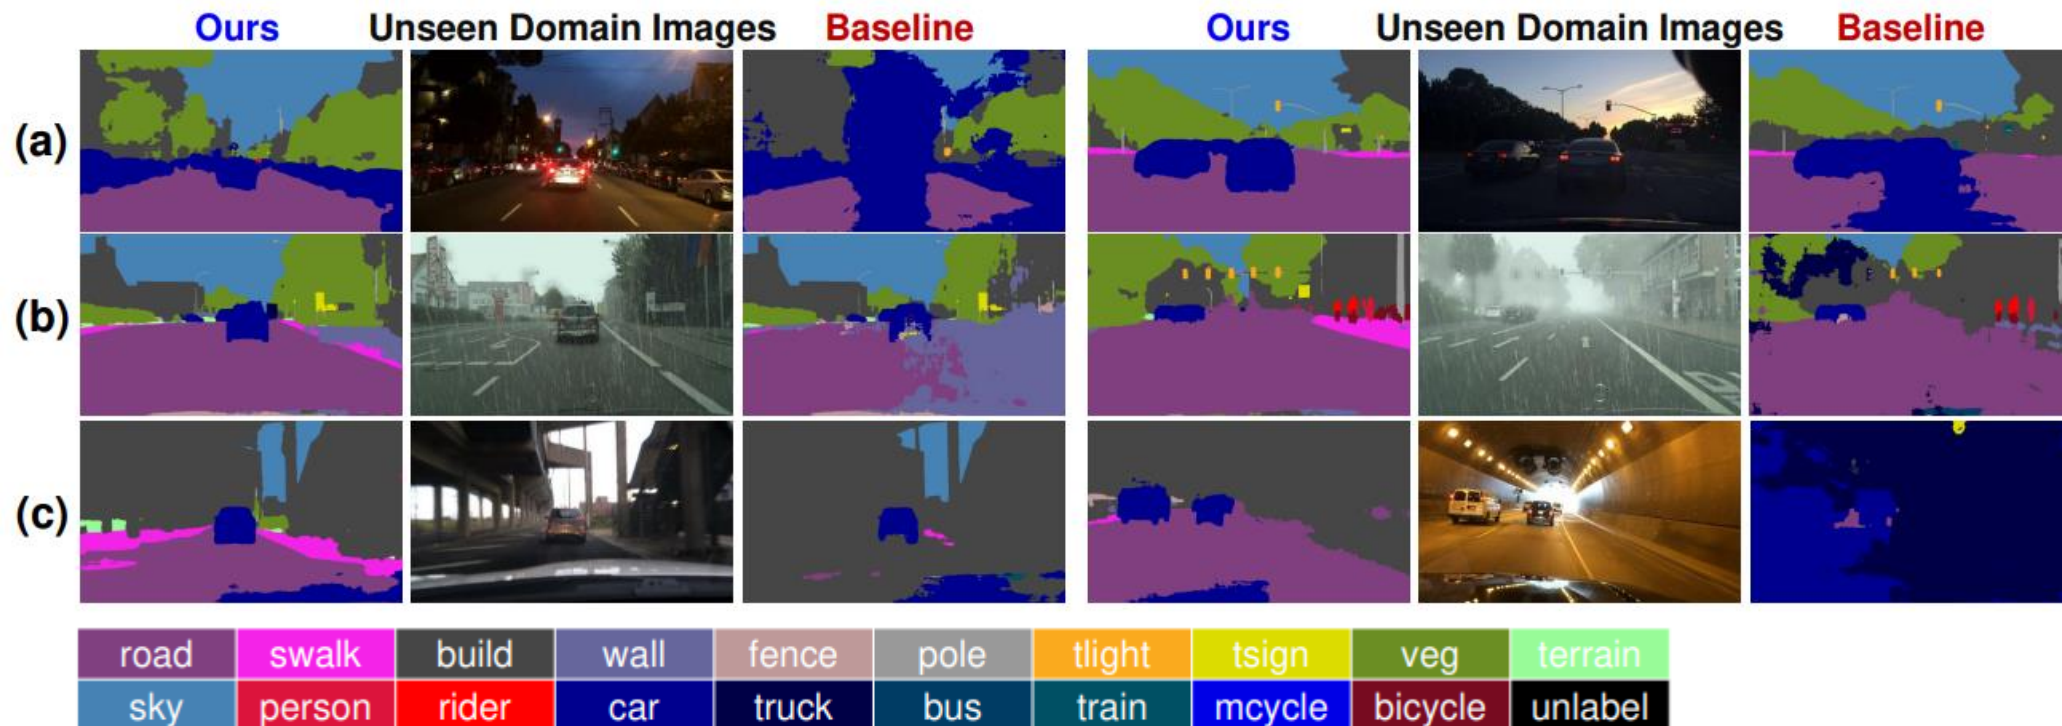 Ours Unseen Domain Images Baseline Ours Unseen Domain Images Baseline
(a)
(b)
(c)
road swalk build wall fence pole tlight tsign veg terrain
sky person rider car truck bus train mcycle bicycle unlabel